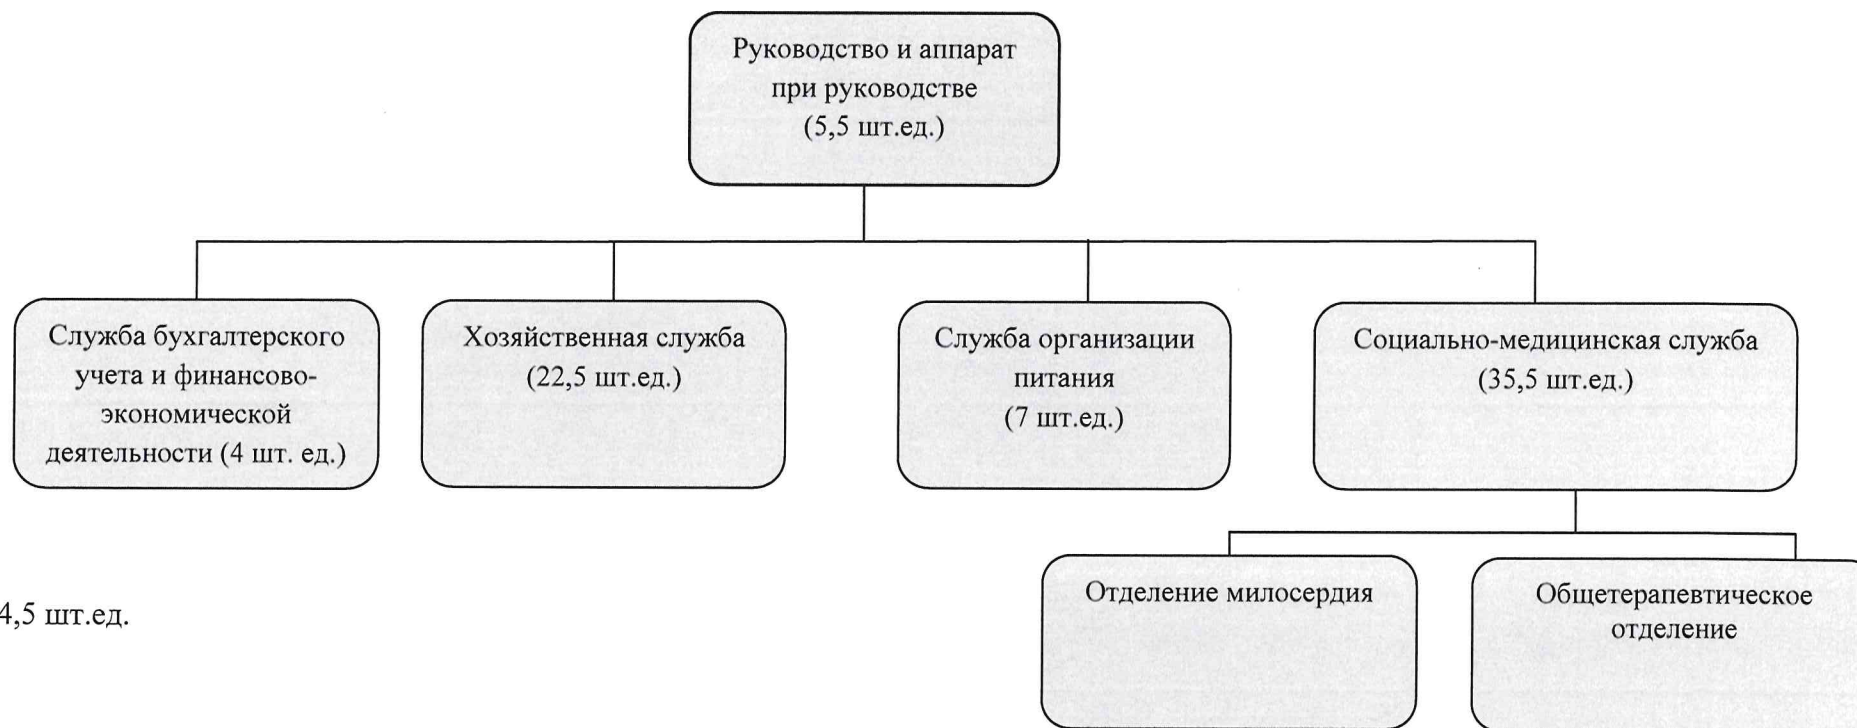 Руководство и аппарат
при руководстве
(5,5 шт.ед.)
Служба бухгалтерского
учета и финансово-
экономической
деятельности (4 шт. ед.)
Хозяйственная служба
(22,5 шт.ед.)
Служба организации
питания
(7 шт.ед.)
Социально-медицинская служба
(35,5 шт.ед.)
Отделение милосердия
Общетерапевтическое
отделение
4,5 шт.ед.